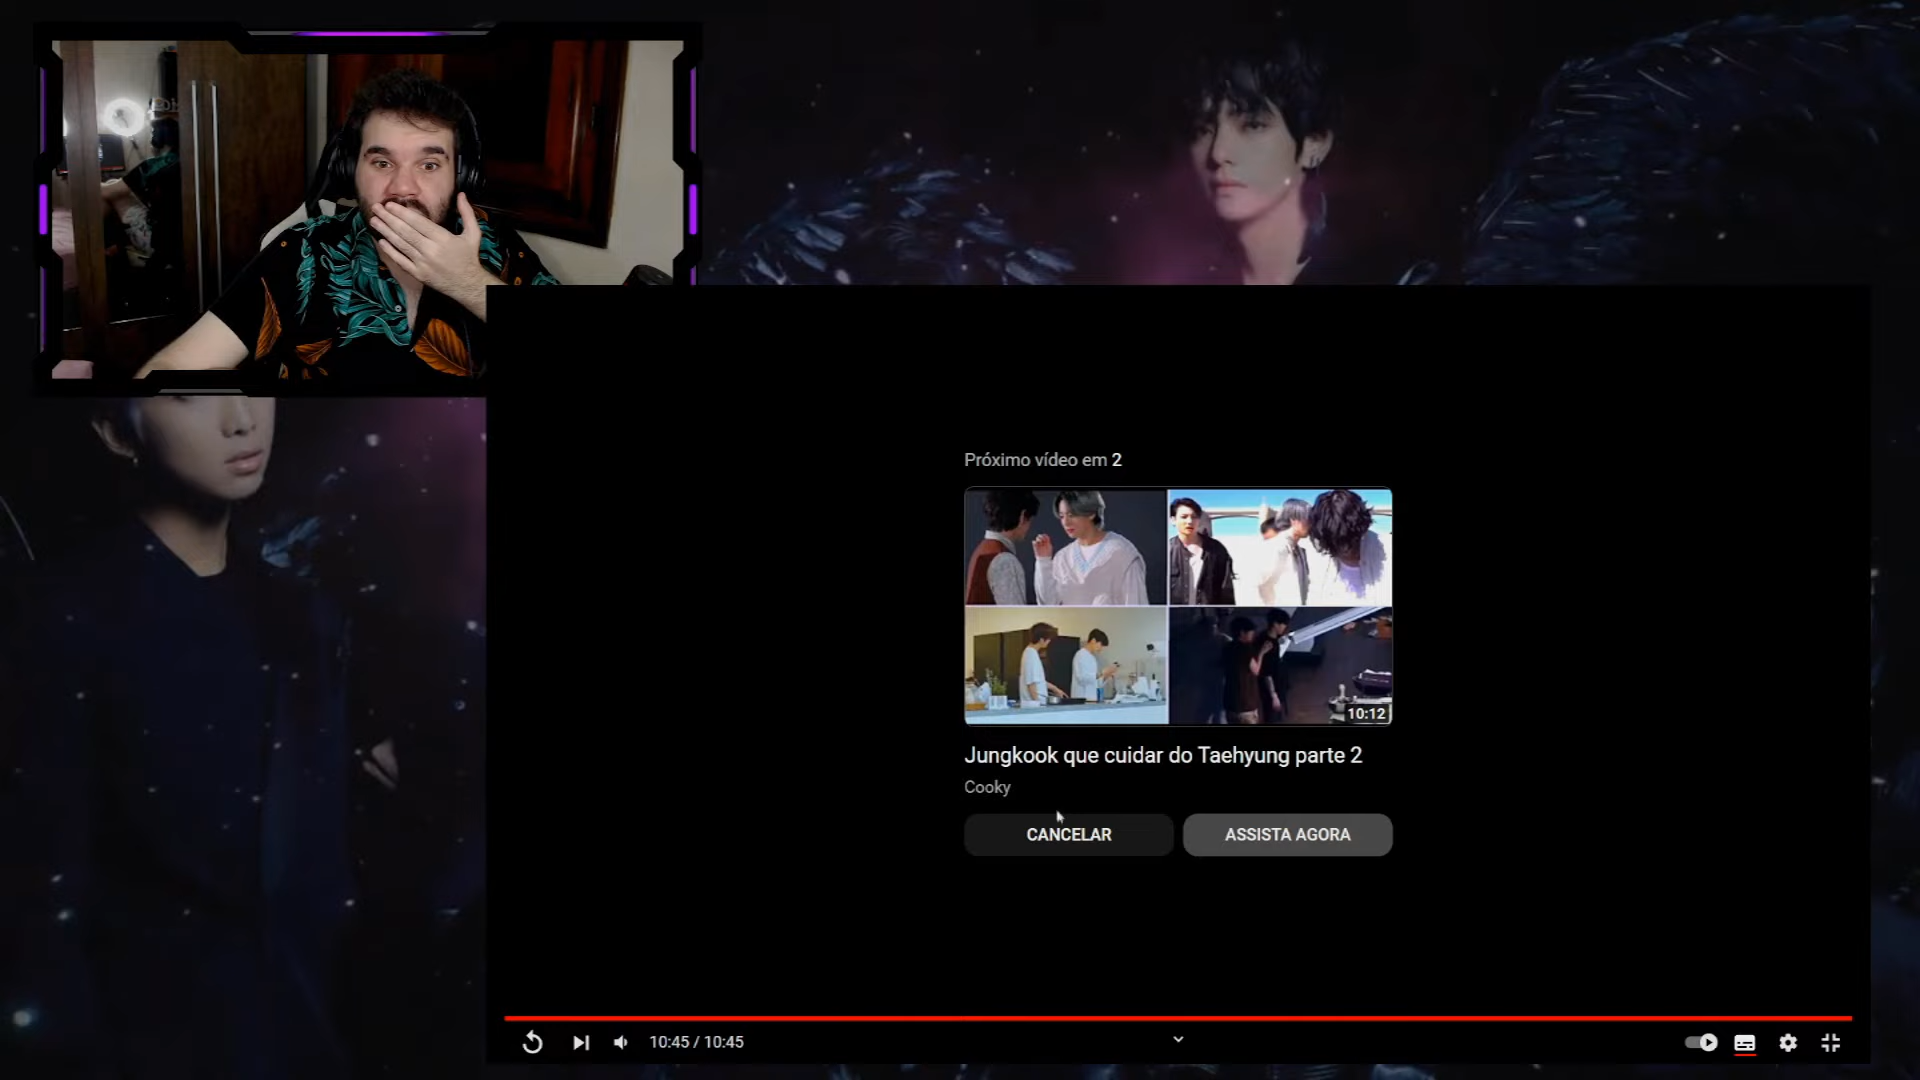 Próximo vídeo em 2
10:12
Jungkook que cuidar do Taehyung parte 2
Cooky
CANCELAR
ASSISTA AGORA
10:45 / 10:45